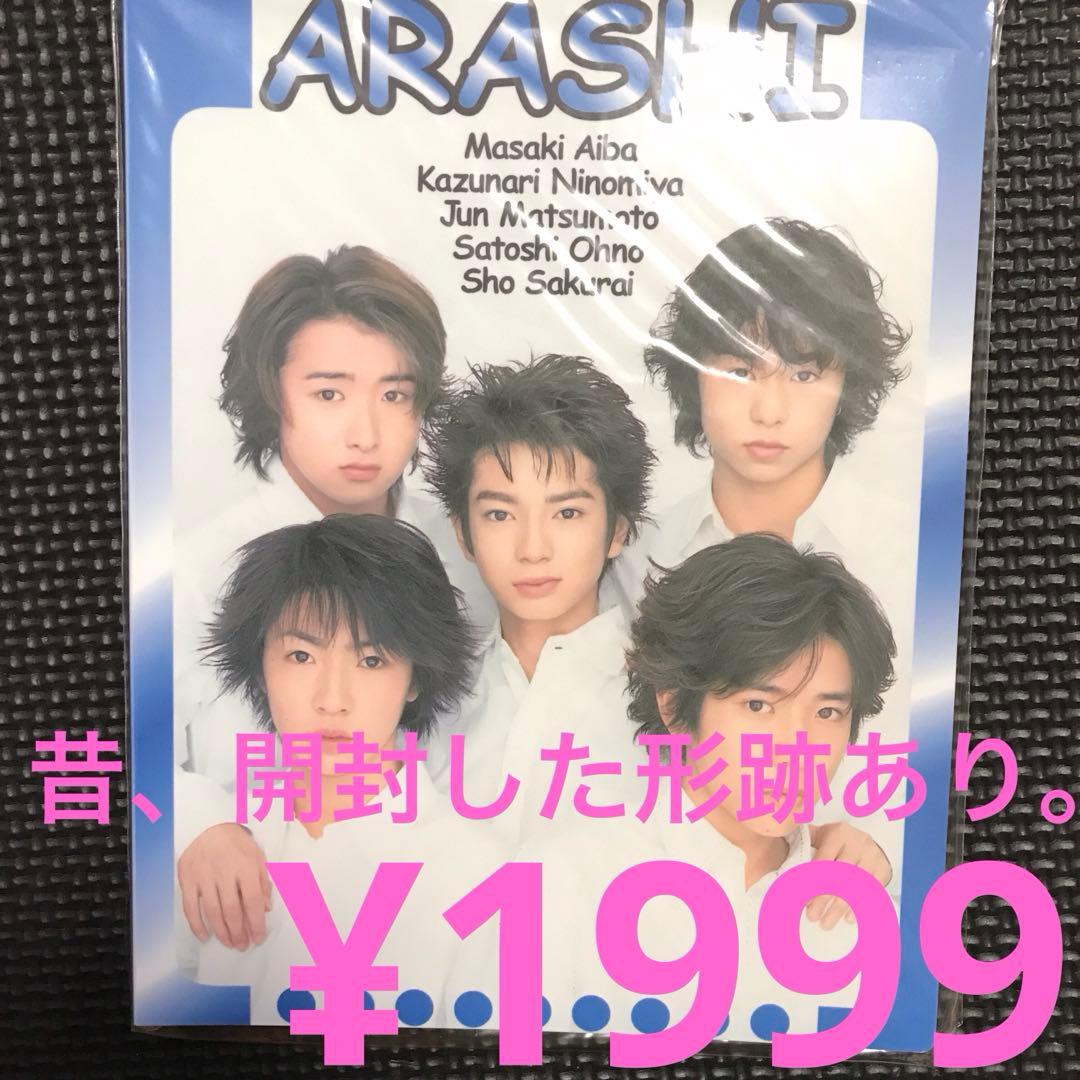 ARASHI
Masaki Aiba
Kazunari Ninomiya
Jun Matsumoto
Satoshi Ohno
Sho Sakurai
昔、開封した形跡あり。
¥1999